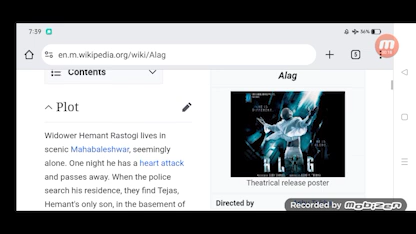 7:39
56%
en.m.wikipedia.org/wiki/Alag
5
Contents
Plot
Widower Hemant Rastogi lives in
scenic Mahabaleshwar, seemingly
alone. One night he has a heart attack
and passes away. When the police
search his residence, they find Tejas,
Hemant's only son, in the basement of
Alag
ALAG
Theatrical release poster
Directed by
Recorded by
Mobizen